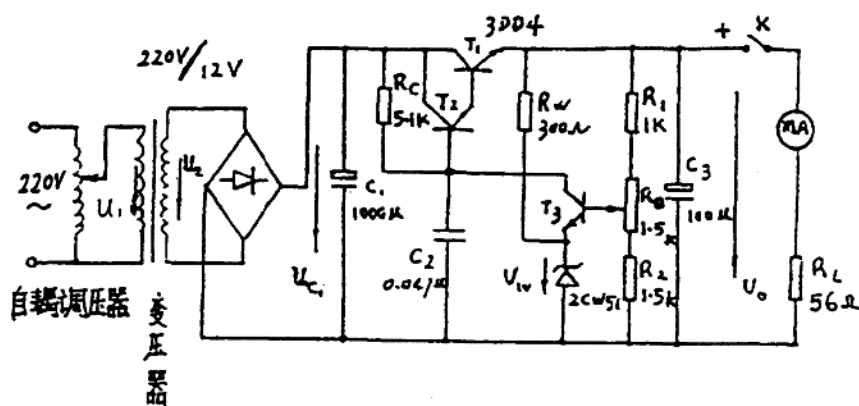 3DD4
220V/
12V
T1
+
K
RC
5.1K
T2
RW
300Ω
R1
1K
mA
220V
~
U1
U2
C1
1000μ
UC1
T3
RB
1.5K
C3
100μ
C2
0.047μ
VW
2CW51
R2
1.5K
U0
RL
56Ω
自耦调压器
变压器